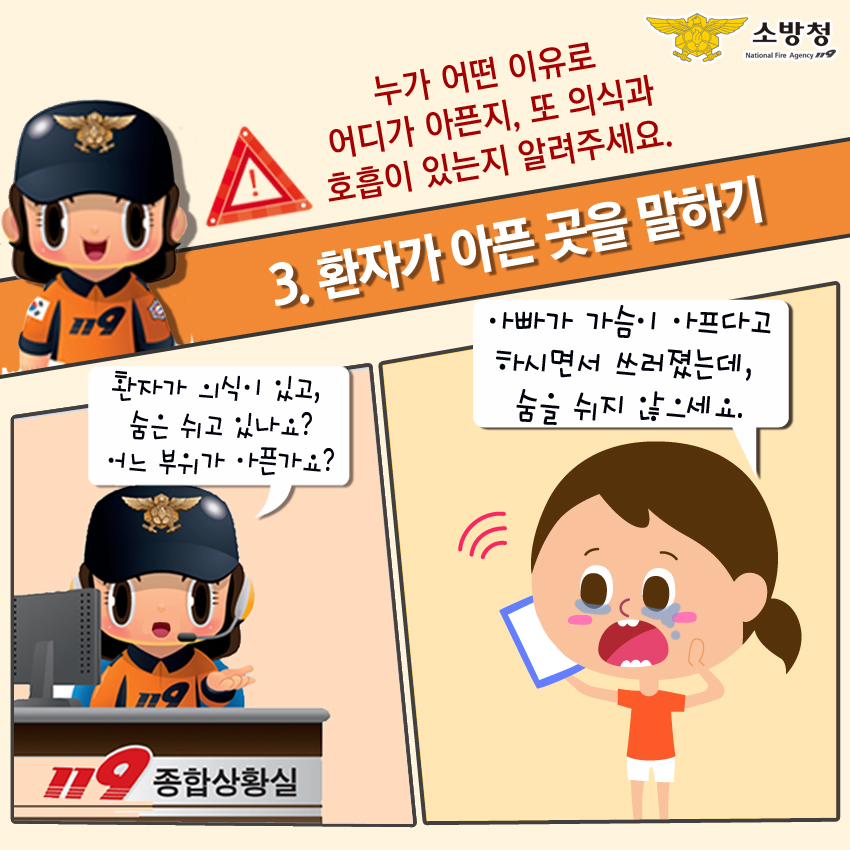 소방청
National Fire Agency 119
누가 어떤 이유로
어디가 아픈지, 또 의식과
호흡이 있는지 알려주세요.
3. 환자가 아픈 곳을 말하기
119
환자가 의식이 있고,
숨은 쉬고 있나요?
어느 부위가 아픈가요?
아빠가 가슴이 아프다고
하시면서 쓰러졌는데,
숨을 쉬지 않으세요.
119
119 종합상황실